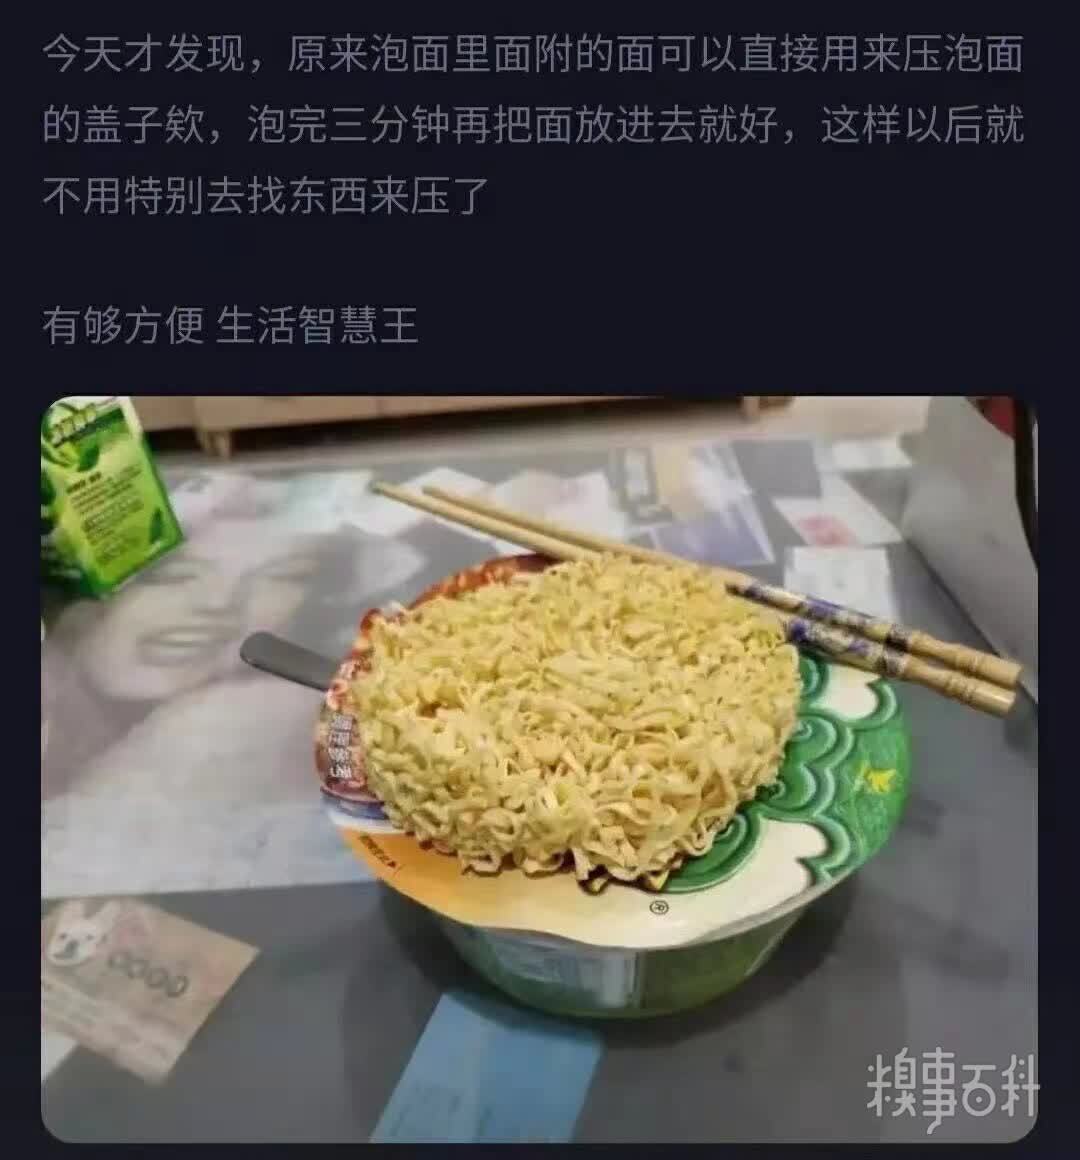 今天才发现，原来泡面里面附的面可以直接用来压泡面
的盖子欸，泡完三分钟再把面放进去就好，这样以后就
不用特别去找东西来压了
有够方便 生活智慧王
®
糗事百科